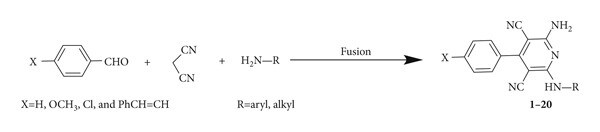 X
CHO
+
CN
CN
+
H₂N—R
Fusion
X
CN
NH₂
N
CN
HN—R
X=H, OCH₃, Cl, and PhCH=CH
R=aryl, alkyl
1–20